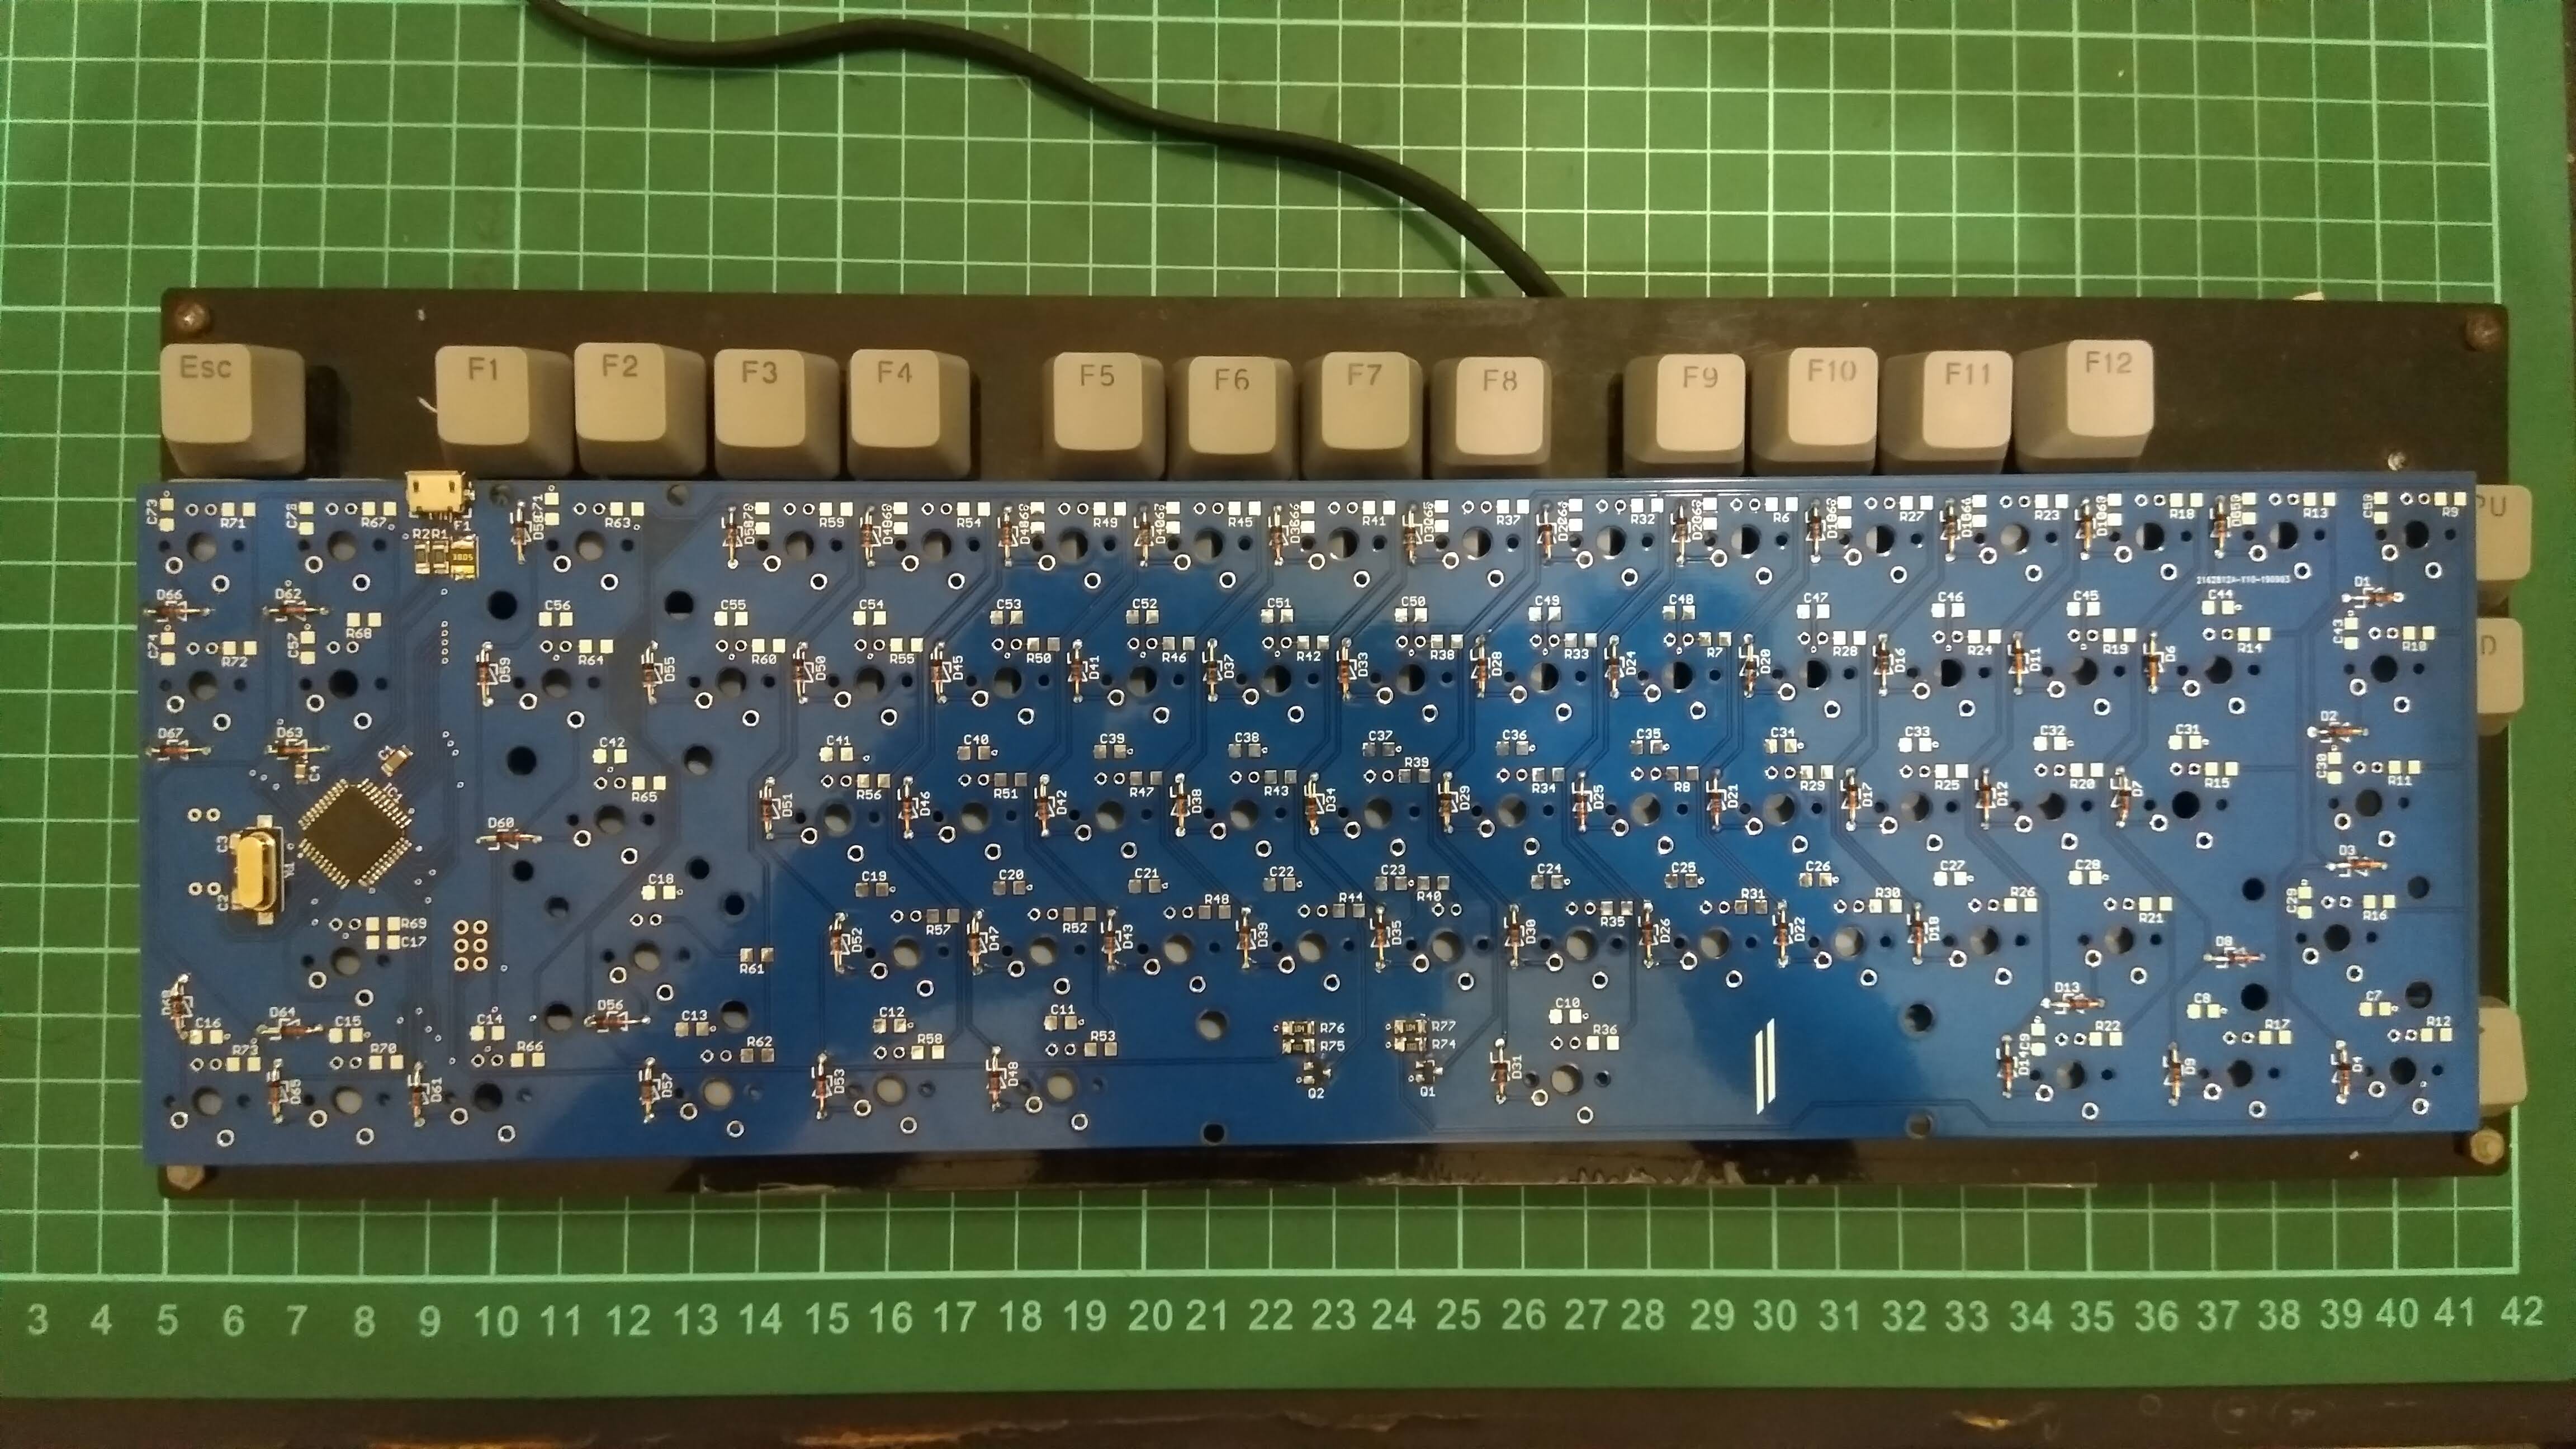 Esc F1 F2 F3 F4 F5 F6 F7 F8 F9 F10 F11 F12
C73 R71 R67 D58 C71 R63 R59 R54 R49 R45 R41 R37 R32 R6 R27 R23 R18 R13 R9
R2 R1 F1
2142812A-Y10-190903
D66 D62 D1
C56 C55 C54 C53 C52 C51 C50 C49 C48 C47 C46 C45 C44
C74 R72 C57 R68 D59 R64 D55 R60 D50 R55 D45 R50 D41 R46 D37 R42 D33 R38 D28 R33 D24 R7 D20 R28 D16 R24 D11 R19 D6 R14 C43 R10
D67 D63 D2
C4 C1 C42 C41 C40 C39 C38 C37 C36 C35 C34 C33 C32 C31 C30
R65 D51 R56 D46 R51 D42 R47 D38 R43 D34 R39 D29 R34 D25 R8 D21 R29 D17 R25 D12 R20 D7 R15 R11
D60 D3
C3 C2
C18 C19 C20 C21 C22 C23 R40 C24 C25 C26 C27 C28 C29
R69 C17 R61 D52 R57 D47 R52 D43 R48 D39 R44 D35 D30 R35 D26 R31 D22 R30 D18 R26 R21 R16
D8
D13
C16 D64 C15 C14 D56 C13 C12 C11 R76 R77 C10 C9 C8 C7
R75 R74
R73 D65 R70 D61 R66 D57 R62 D53 R58 D48 R53 Q2 Q1 D31 R36 D14 R22 D9 R17 D4 R12
3 4 5 6 7 8 9 10 11 12 13 14 15 16 17 18 19 20 21 22 23 24 25 26 27 28 29 30 31 32 33 34 35 36 37 38 39 40 41 42